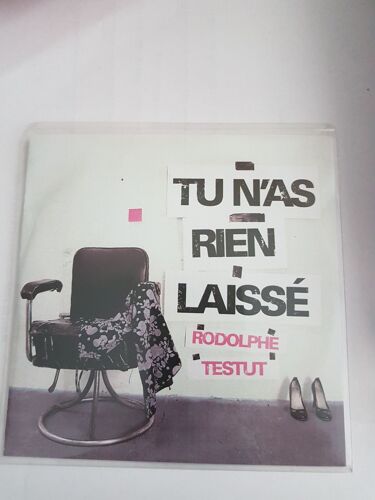 TU N'AS
RIEN
LAISSÉ
RODOLPHE
TESTUT